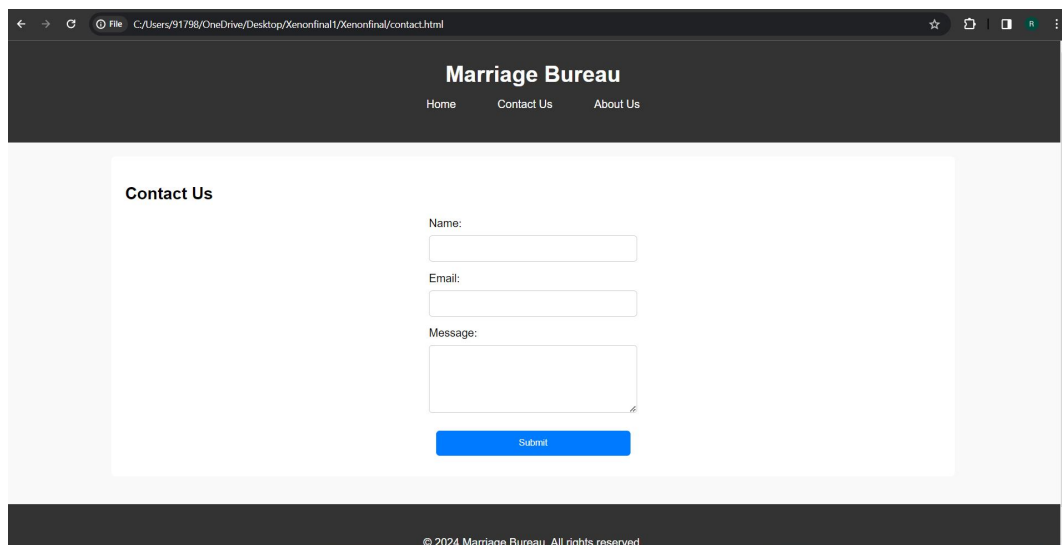 File C:/Users/91798/OneDrive/Desktop/Xenonfinal1/Xenonfinal/contact.html
R
Marriage Bureau
Home Contact Us About Us
Contact Us
Name:
Email:
Message:
Submit
© 2024 Marriage Bureau. All rights reserved.